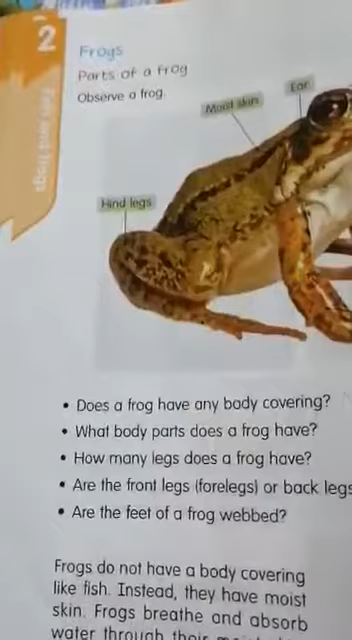 2
Fish and frogs
Frogs
Parts of a Frog
Observe a frog.
Moist skin
Ear
Hind legs
• Does a frog have any body covering?
• What body parts does a frog have?
• How many legs does a frog have?
• Are the front legs (forelegs) or back legs
• Are the feet of a frog webbed?
Frogs do not have a body covering
like fish. Instead, they have moist
skin. Frogs breathe and absorb
water through their